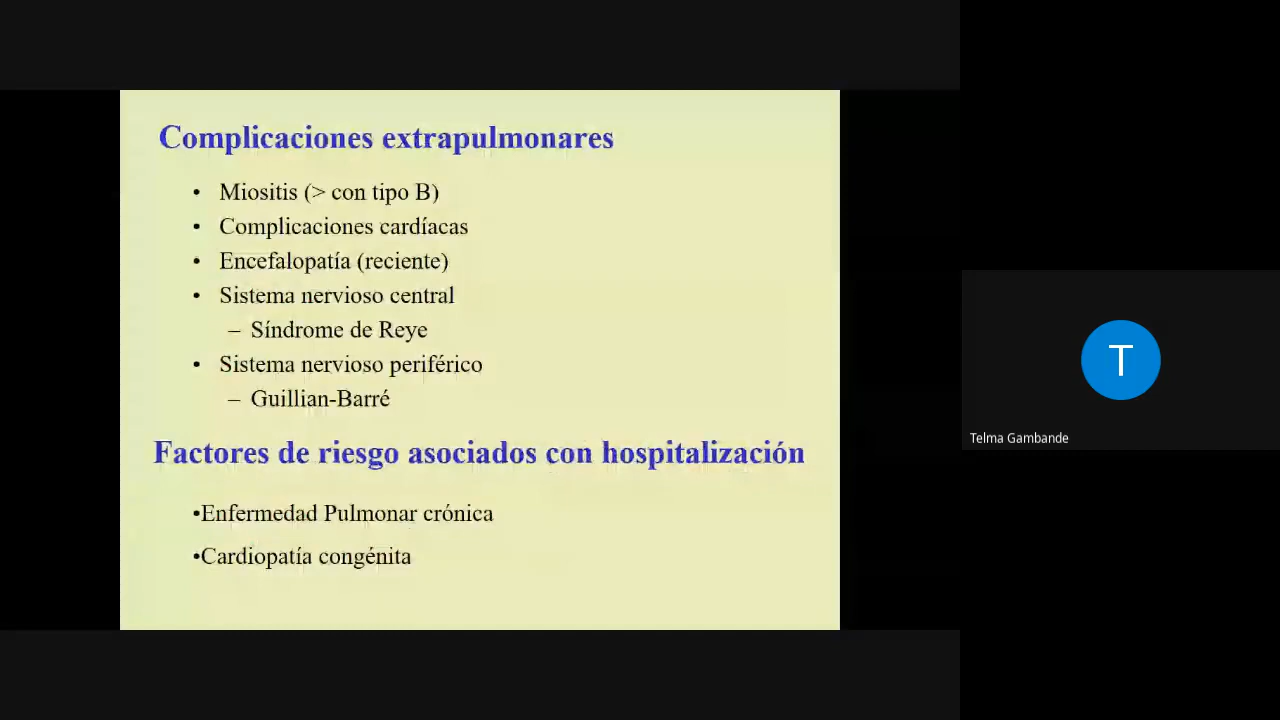 Complicaciones extrapulmonares
• Miositis (> con tipo B)
• Complicaciones cardíacas
• Encefalopatía (reciente)
• Sistema nervioso central
– Síndrome de Reye
• Sistema nervioso periférico
– Guillian-Barré
Factores de riesgo asociados con hospitalización
•Enfermedad Pulmonar crónica
•Cardiopatía congénita
T
Telma Gambande